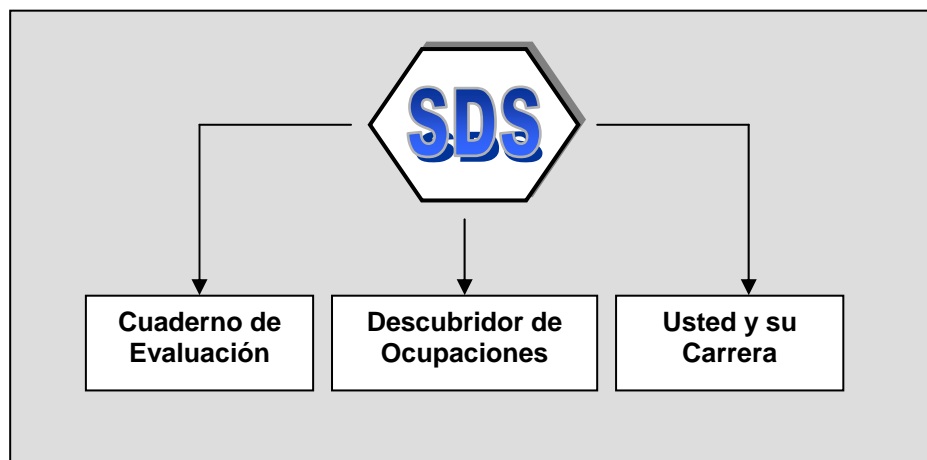 SDS
Cuaderno de
Evaluación
Descubridor de
Ocupaciones
Usted y su
Carrera